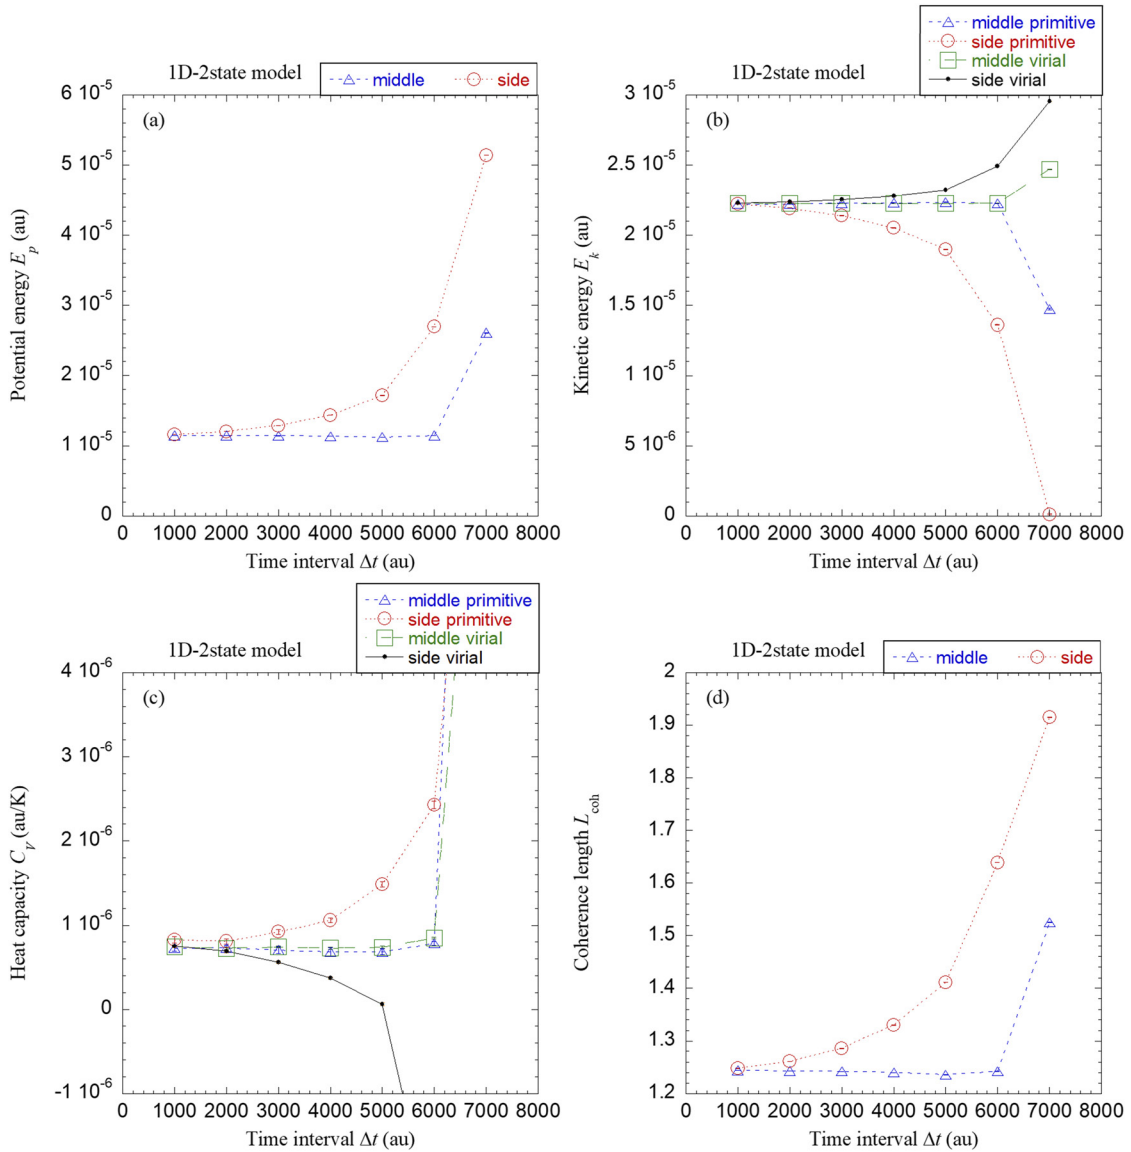 1D-2state model
middle
side
(a)
6 10-5
5 10-5
4 10-5
3 10-5
2 10-5
1 10-5
0
0 1000 2000 3000 4000 5000 6000 7000 8000
Potential energy Ep (au)
Time interval Δt (au)
1D-2state model
middle primitive
side primitive
middle virial
side virial
(b)
3 10-5
2.5 10-5
2 10-5
1.5 10-5
1 10-5
5 10-6
0
0 1000 2000 3000 4000 5000 6000 7000 8000
Kinetic energy Ek (au)
Time interval Δt (au)
1D-2state model
middle primitive
side primitive
middle virial
side virial
(c)
4 10-6
3 10-6
2 10-6
1 10-6
0
-1 10-6
0 1000 2000 3000 4000 5000 6000 7000 8000
Heat capacity CV (au/K)
Time interval Δt (au)
1D-2state model
middle
side
(d)
2
1.9
1.8
1.7
1.6
1.5
1.4
1.3
1.2
0 1000 2000 3000 4000 5000 6000 7000 8000
Coherence length Lcoh
Time interval Δt (au)